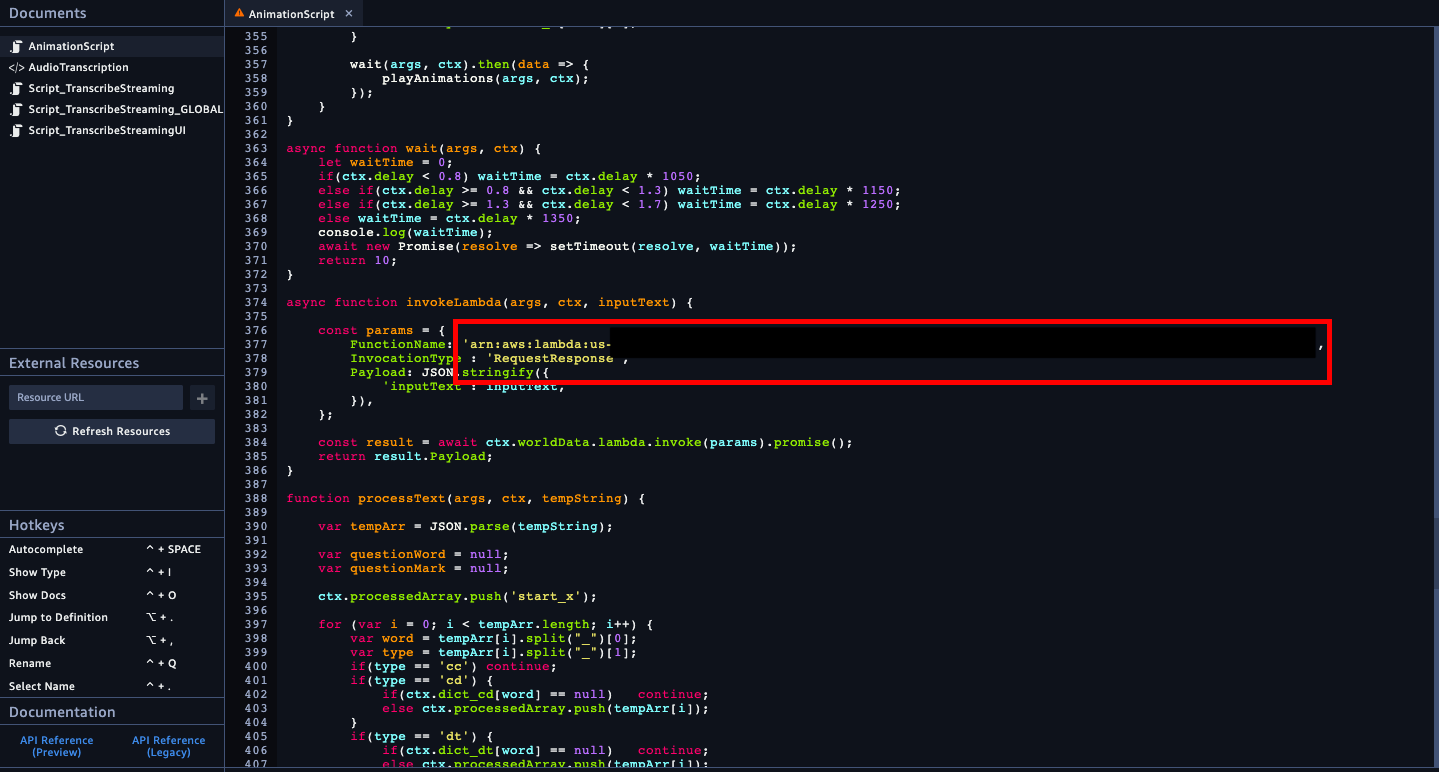 Documents
AnimationScript
</> AudioTranscription
Script_TranscribeStreaming
Script_TranscribeStreaming_GLOBAL
Script_TranscribeStreamingUI
External Resources
Resource URL
+
Refresh Resources
Hotkeys
Autocomplete ^ + SPACE
Show Type ^ + I
Show Docs ^ + O
Jump to Definition ⌥ + .
Jump Back ⌥ + ,
Rename ^ + Q
Select Name ^ + .
Documentation
API Reference (Preview)
API Reference (Legacy)
AnimationScript ×
355 }
356
357 wait(args, ctx).then(data => {
358 playAnimations(args, ctx);
359 });
360 }
361 }
362
363 async function wait(args, ctx) {
364 let waitTime = 0;
365 if(ctx.delay < 0.8) waitTime = ctx.delay * 1050;
366 else if(ctx.delay >= 0.8 && ctx.delay < 1.3) waitTime = ctx.delay * 1150;
367 else if(ctx.delay >= 1.3 && ctx.delay < 1.7) waitTime = ctx.delay * 1250;
368 else waitTime = ctx.delay * 1350;
369 console.log(waitTime);
370 await new Promise(resolve => setTimeout(resolve, waitTime));
371 return 10;
372 }
373
374 async function invokeLambda(args, ctx, inputText) {
375
376 const params = {
377 FunctionName: 'arn:aws:lambda:us- ,
378 InvocationType : 'RequestResponse',
379 Payload: JSON.stringify({
380 'inputText': inputText,
381 }),
382 };
383
384 const result = await ctx.worldData.lambda.invoke(params).promise();
385 return result.Payload;
386 }
387
388 function processText(args, ctx, tempString) {
389
390 var tempArr = JSON.parse(tempString);
391
392 var questionWord = null;
393 var questionMark = null;
394
395 ctx.processedArray.push('start_x');
396
397 for (var i = 0; i < tempArr.length; i++) {
398 var word = tempArr[i].split("_")[0];
399 var type = tempArr[i].split("_")[1];
400 if(type == 'cc') continue;
401 if(type == 'cd') {
402 if(ctx.dict_cd[word] == null) continue;
403 else ctx.processedArray.push(tempArr[i]);
404 }
405 if(type == 'dt') {
406 if(ctx.dict_dt[word] == null) continue;
407 else ctx.processedArray.push(tempArr[i]);